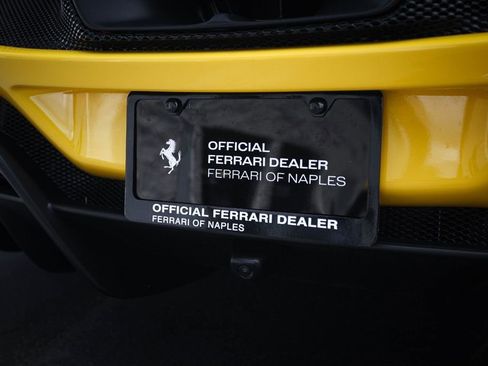 OFFICIAL
FERRARI DEALER
FERRARI OF NAPLES
OFFICIAL FERRARI DEALER
FERRARI OF NAPLES